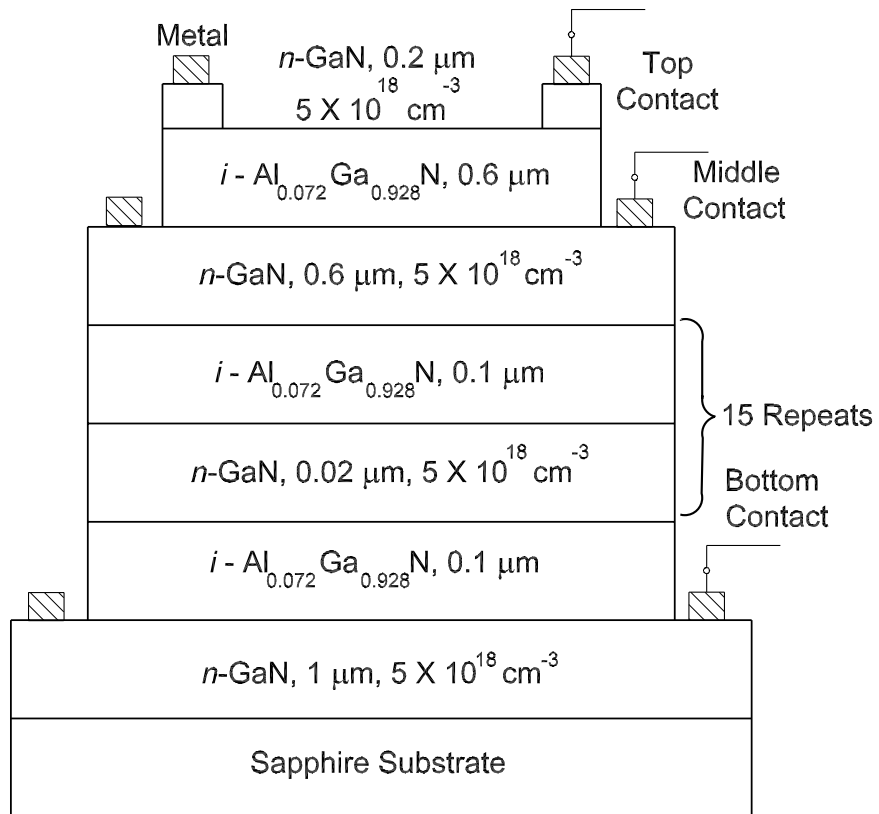 Metal
n-GaN, 0.2 μm
5 X 10^18 cm^-3
Top
Contact
i - Al0.072Ga0.928N, 0.6 μm
Middle
Contact
n-GaN, 0.6 μm, 5 X 10^18 cm^-3
i - Al0.072Ga0.928N, 0.1 μm
15 Repeats
n-GaN, 0.02 μm, 5 X 10^18 cm^-3
Bottom
Contact
i - Al0.072Ga0.928N, 0.1 μm
n-GaN, 1 μm, 5 X 10^18 cm^-3
Sapphire Substrate